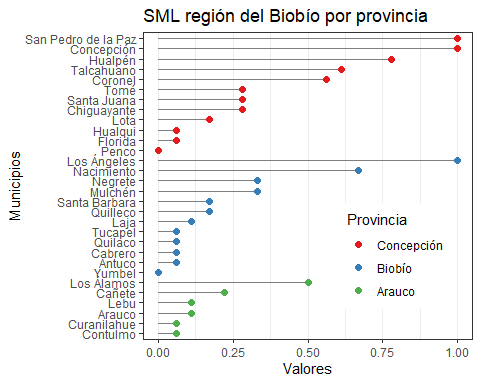 SML región del Biobío por provincia
Municipios
San Pedro de la Paz
Concepción
Hualpén
Talcahuano
Coronel
Tomé
Santa Juana
Chiguayante
Lota
Hualqui
Florida
Penco
Los Ángeles
Nacimiento
Negrete
Mulchén
Santa Barbara
Quilleco
Laja
Tucapel
Quilaco
Cabrero
Antuco
Yumbel
Los Alamos
Cañete
Lebu
Arauco
Curanilahue
Contulmo
Provincia
Concepción
Biobío
Arauco
0.00 0.25 0.50 0.75 1.00
Valores